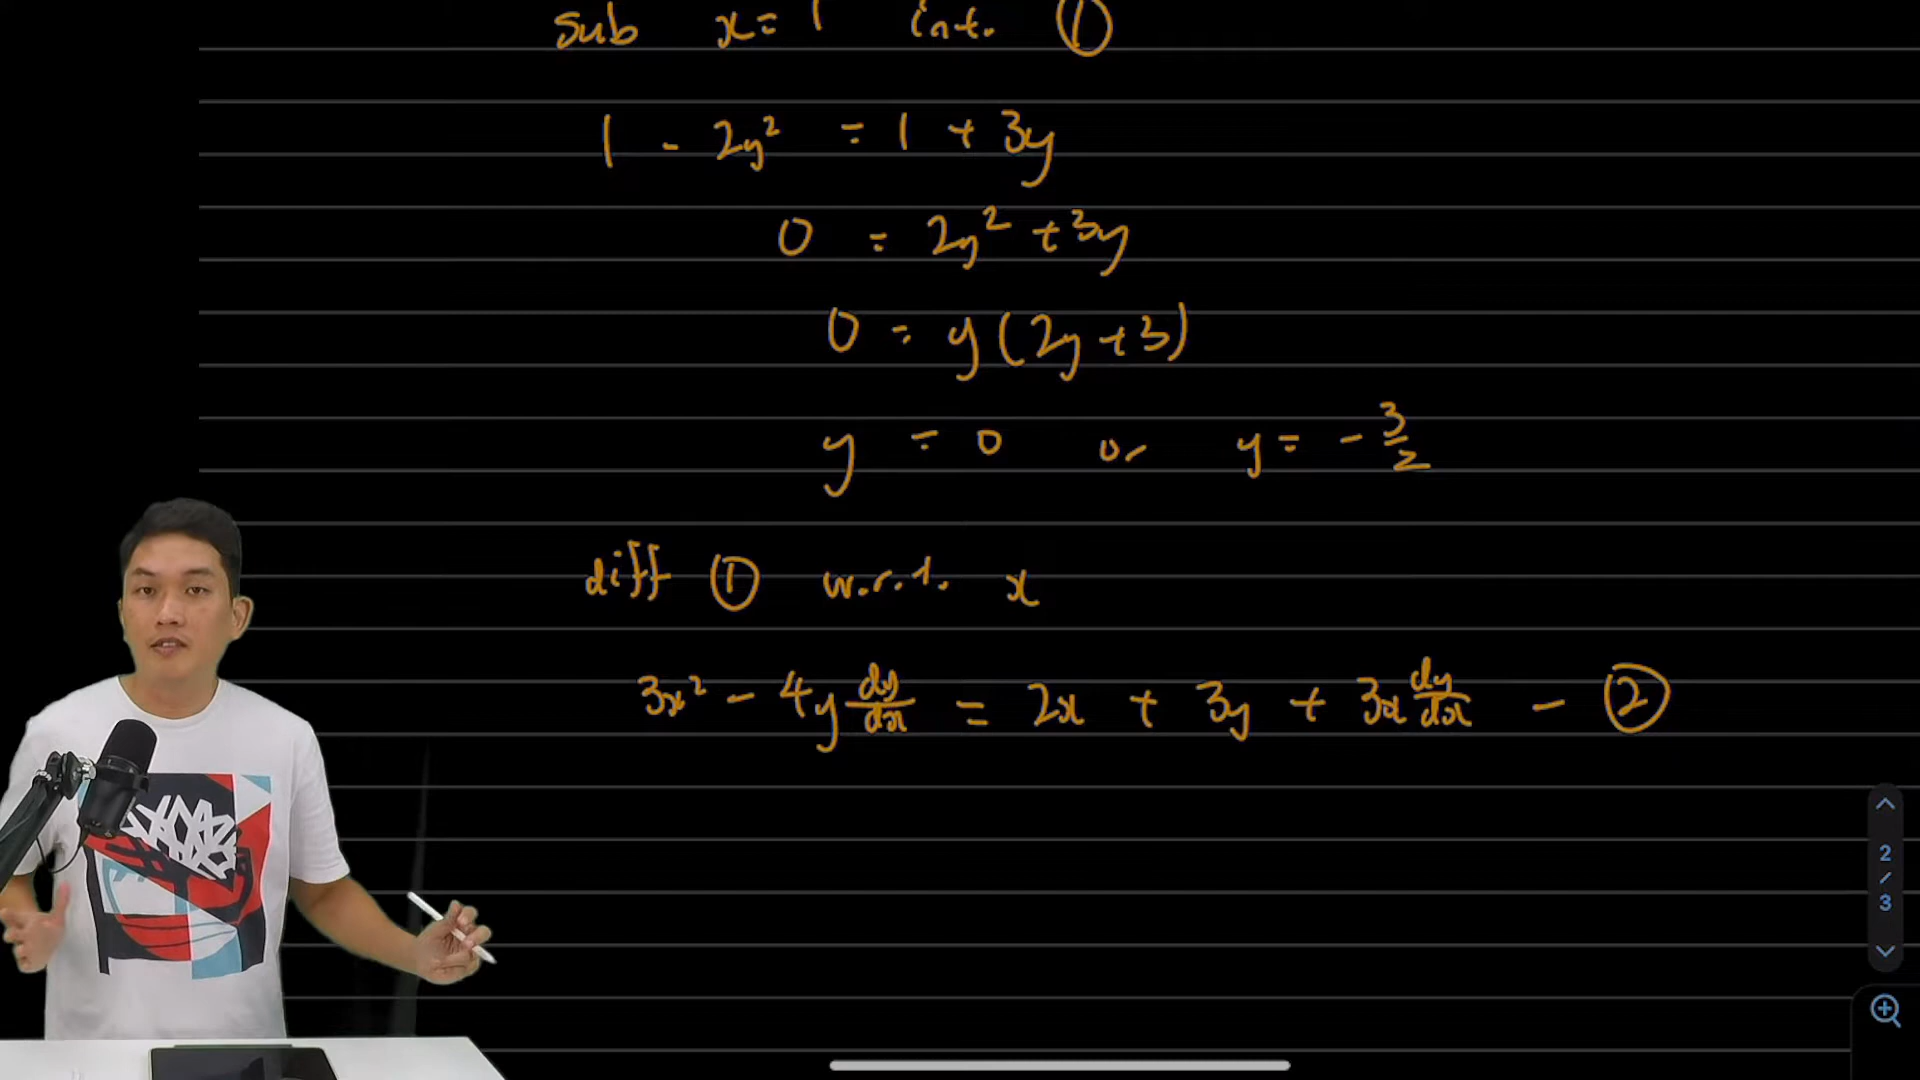 sub x = 1 into ①
1 - 2y² = 1 + 3y
0 = 2y² + 3y
0 = y(2y + 3)
y = 0 or y = -3/2
diff ① w.r.t. x
3x² - 4y dy/dx = 2x + 3y + 3x dy/dx - ②
2
/
3